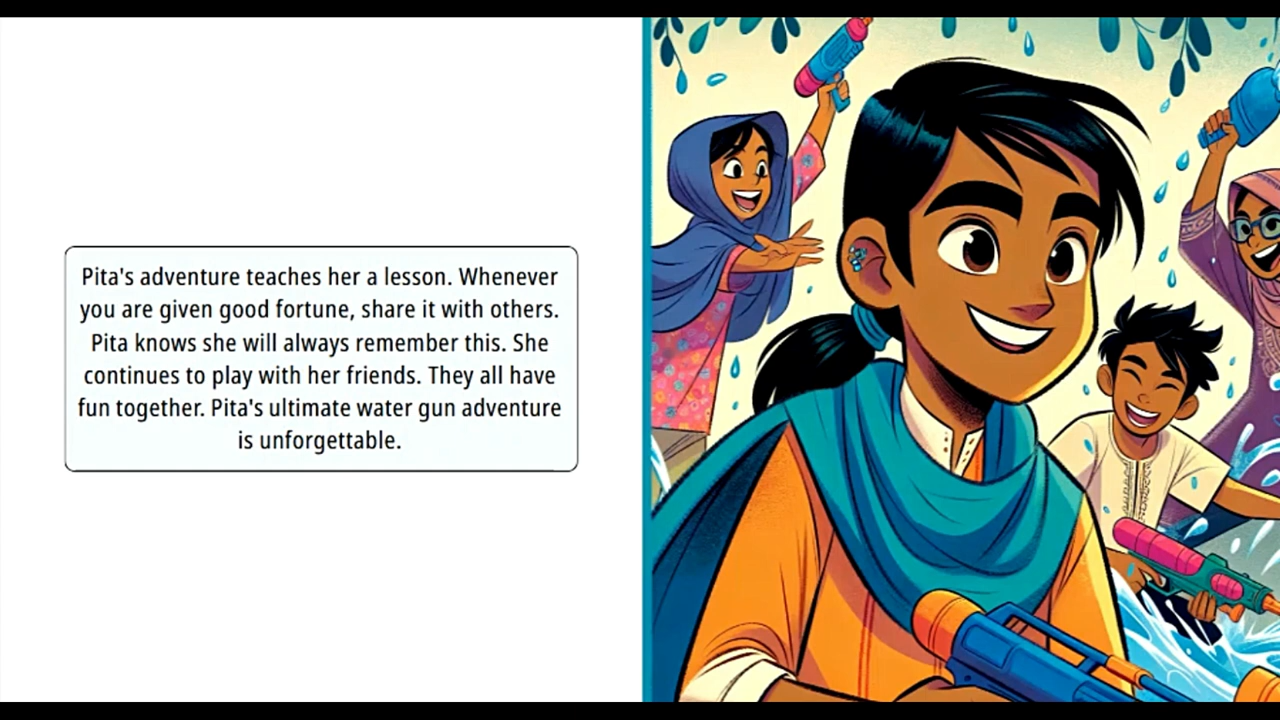 Pita's adventure teaches her a lesson. Whenever
you are given good fortune, share it with others.
Pita knows she will always remember this. She
continues to play with her friends. They all have
fun together. Pita's ultimate water gun adventure
is unforgettable.